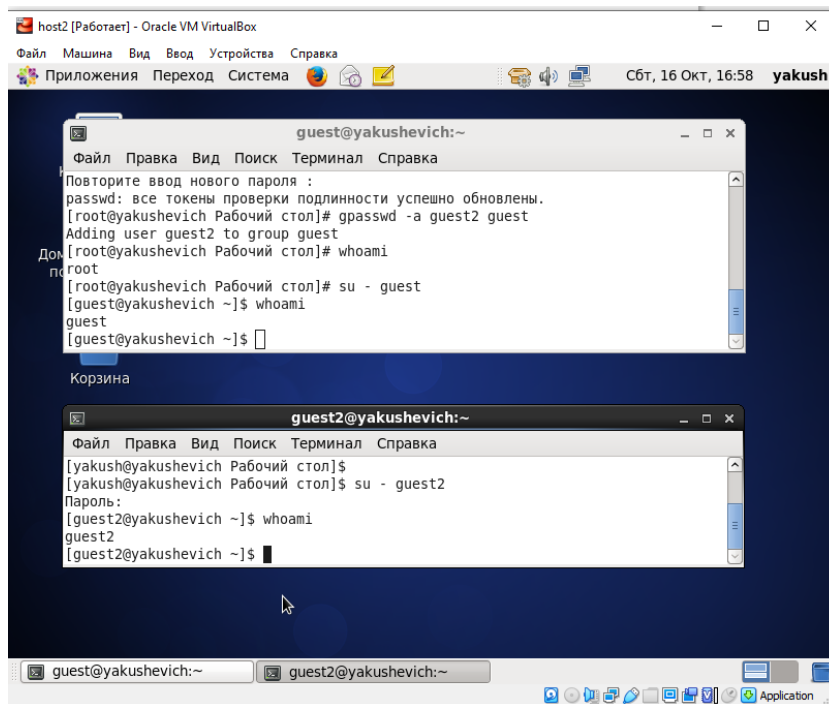 host2 [Работает] - Oracle VM VirtualBox
Файл Машина Вид Ввод Устройства Справка
Приложения Переход Система Сбт, 16 Окт, 16:58 yakush
guest@yakushevich:~
Файл Правка Вид Поиск Терминал Справка
Повторите ввод нового пароля :
passwd: все токены проверки подлинности успешно обновлены.
[root@yakushevich Рабочий стол]# gpasswd -a guest2 guest
Adding user guest2 to group guest
[root@yakushevich Рабочий стол]# whoami
root
[root@yakushevich Рабочий стол]# su - guest
[guest@yakushevich ~]$ whoami
guest
[guest@yakushevich ~]$
Корзина
guest2@yakushevich:~
Файл Правка Вид Поиск Терминал Справка
[yakush@yakushevich Рабочий стол]$
[yakush@yakushevich Рабочий стол]$ su - guest2
Пароль:
[guest2@yakushevich ~]$ whoami
guest2
[guest2@yakushevich ~]$
guest@yakushevich:~ guest2@yakushevich:~
Application